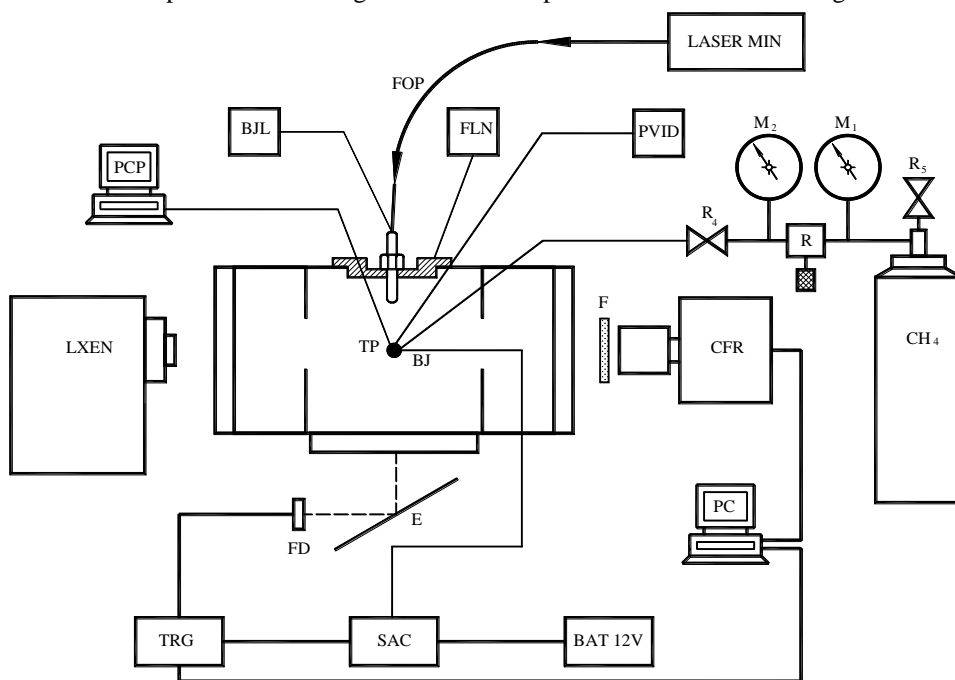 LASER MIN
FOP
BJL
FLN
PVID
M2
M1
PCP
R5
R4
R
F
LXEN
TP
BJ
CFR
CH4
PC
E
FD
TRG
SAC
BAT 12V